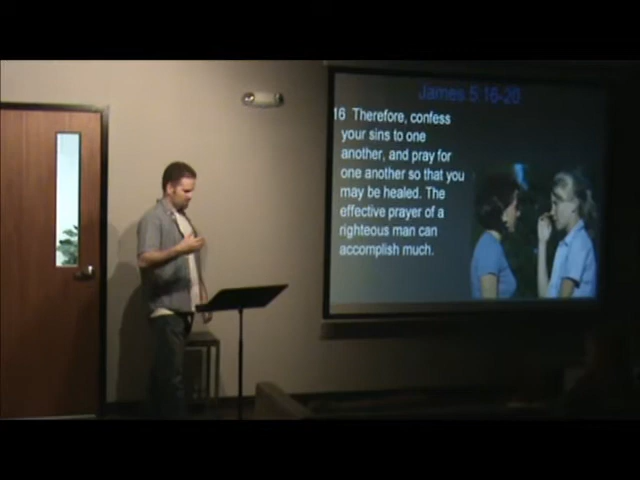 James 5:16-20
16 Therefore, confess
your sins to one
another, and pray for
one another so that you
may be healed. The
effective prayer of a
righteous man can
accomplish much.